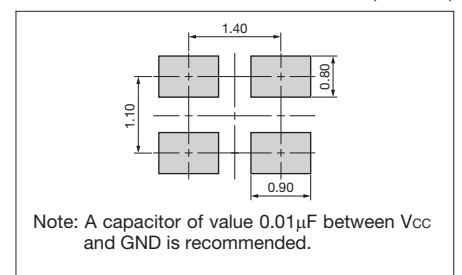 1.40
0.80
1.10
0.90
Note: A capacitor of value 0.01μF between Vcc
and GND is recommended.